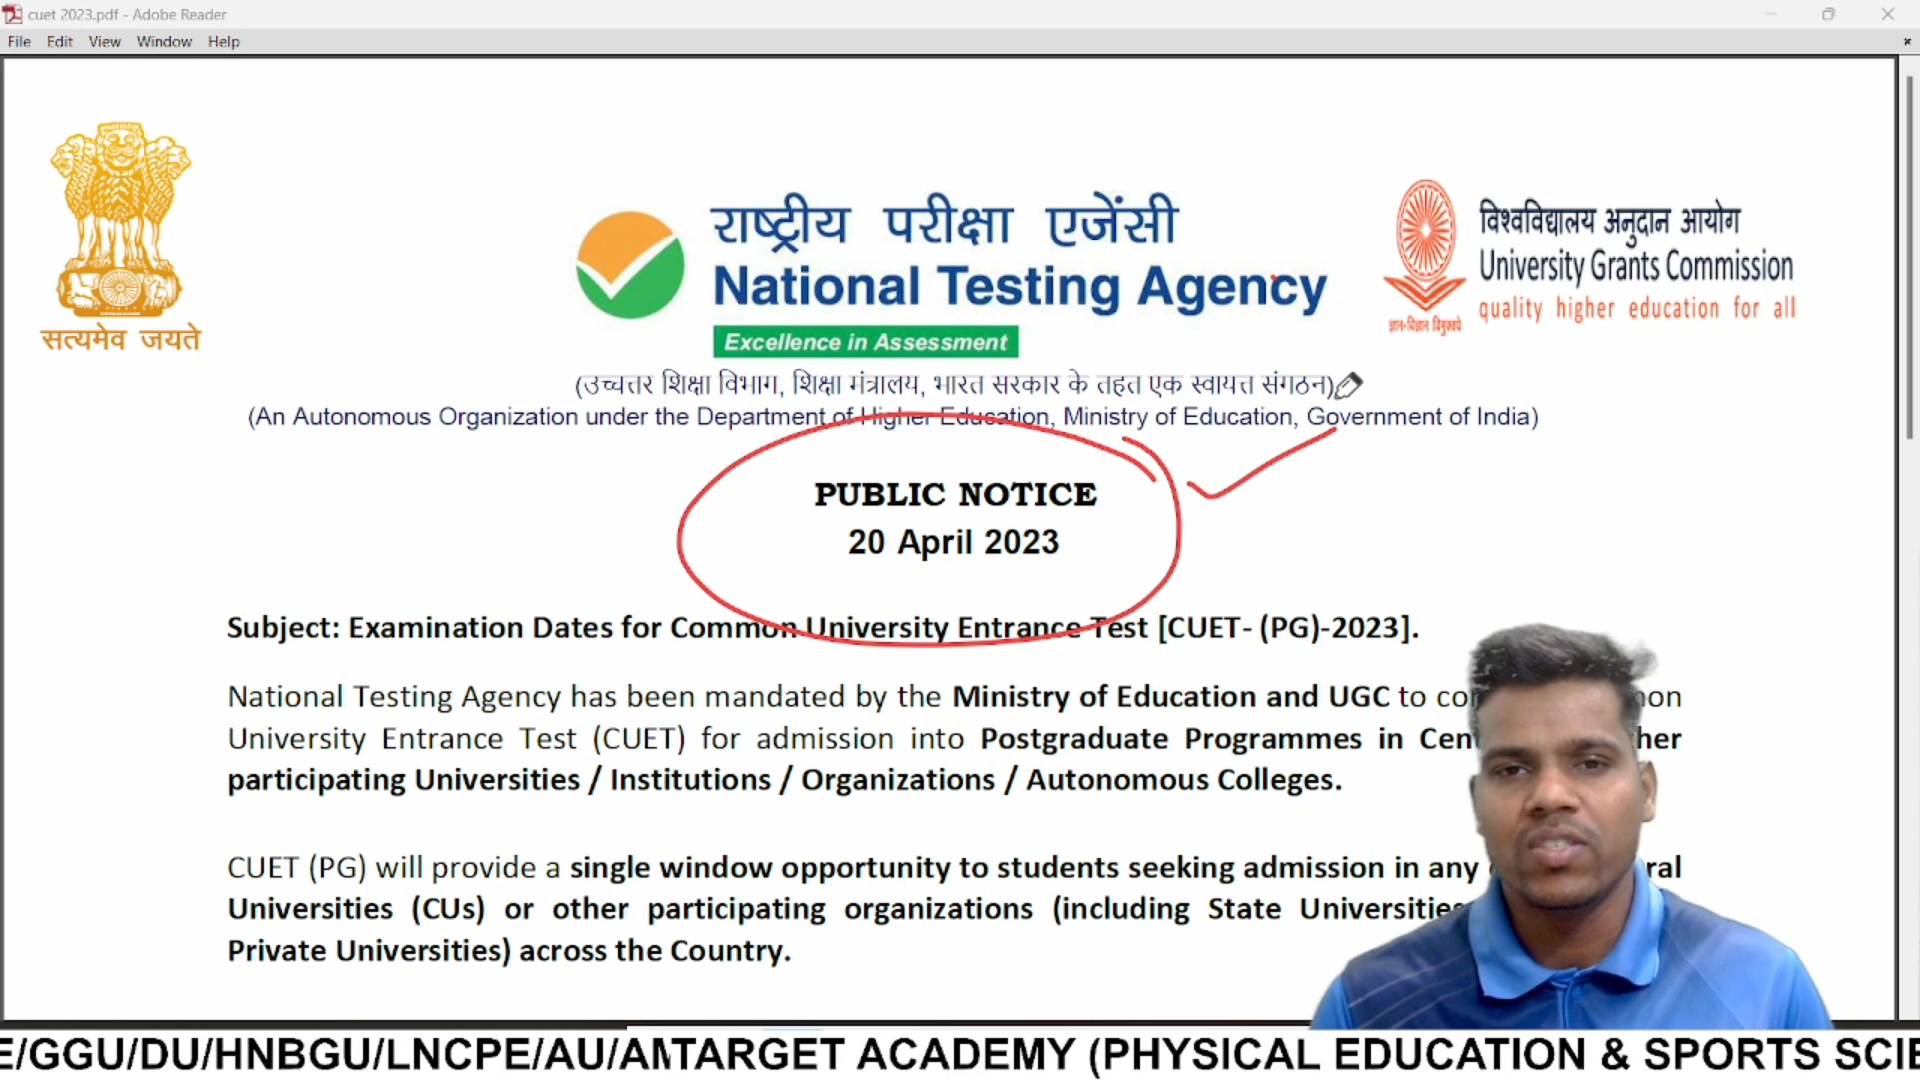 cuet 2023.pdf - Adobe Reader
File Edit View Window Help
सत्यमेव जयते
राष्ट्रीय परीक्षा एजेंसी
National Testing Agency
Excellence in Assessment
विश्वविद्यालय अनुदान आयोग
University Grants Commission
quality higher education for all
ज्ञान-विज्ञान विमुक्तये
(उच्चतर शिक्षा विभाग, शिक्षा मंत्रालय, भारत सरकार के तहत एक स्वायत्त संगठन)
(An Autonomous Organization under the Department of Higher Education, Ministry of Education, Government of India)
PUBLIC NOTICE
20 April 2023
Subject: Examination Dates for Common University Entrance Test [CUET- (PG)-2023].
National Testing Agency has been mandated by the Ministry of Education and UGC to
University Entrance Test (CUET) for admission into Postgraduate Programmes in
participating Universities / Institutions / Organizations / Autonomous Colleges.
CUET (PG) will provide a single window opportunity to students seeking admission in any
Universities (CUs) or other participating organizations (including State
Private Universities) across the Country.
E/GGU/DU/HNBGU/LNCPE/AU/AMTARGET ACADEMY (PHYSICAL EDUCATION & SPORTS SCIE